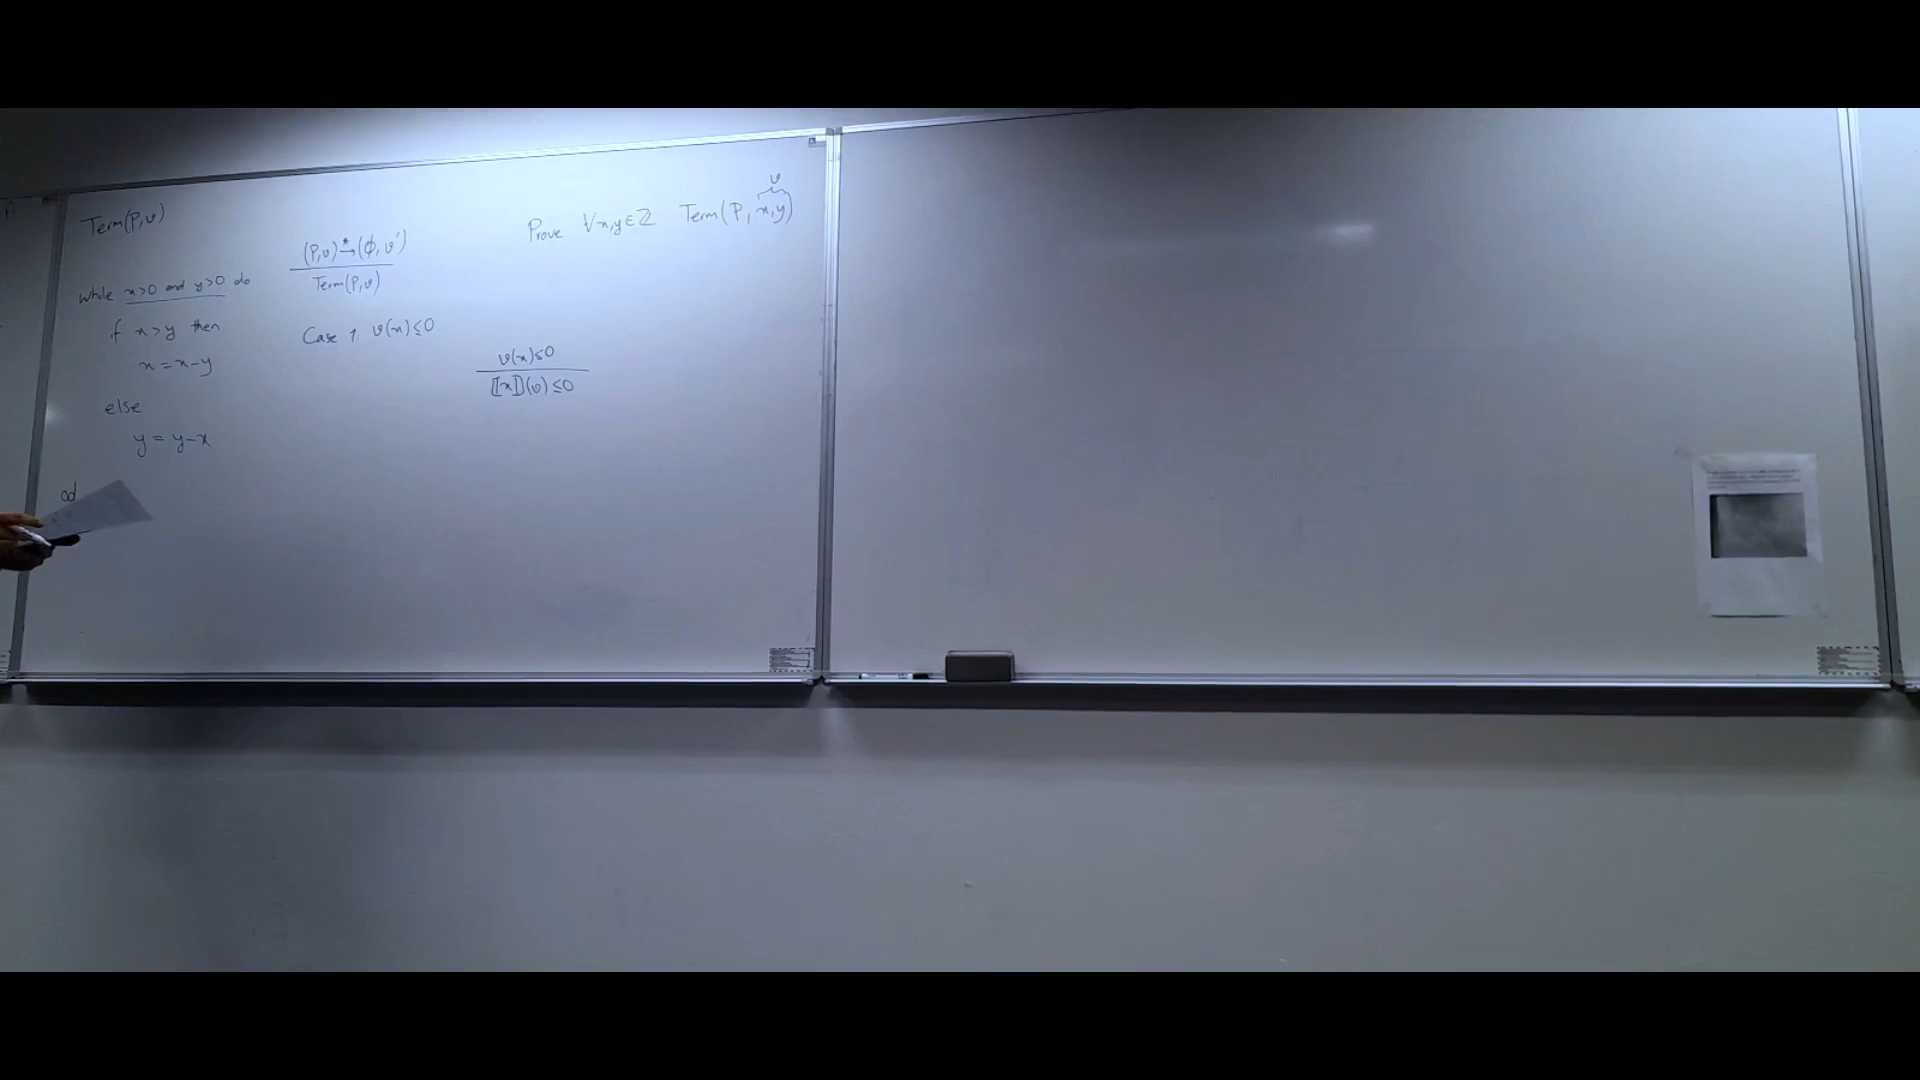 Term(P,v)
while x>0 and y>0 do
if x>y then
x = x-y
else
y = y-x
od
(P,v) →* (∅, v')
Term(P,v)
Prove ∀x,y∈ℤ Term(P, x,y)
v
Case 1. v(x)≤0
v(x)≤0
⟦x⟧(v)≤0